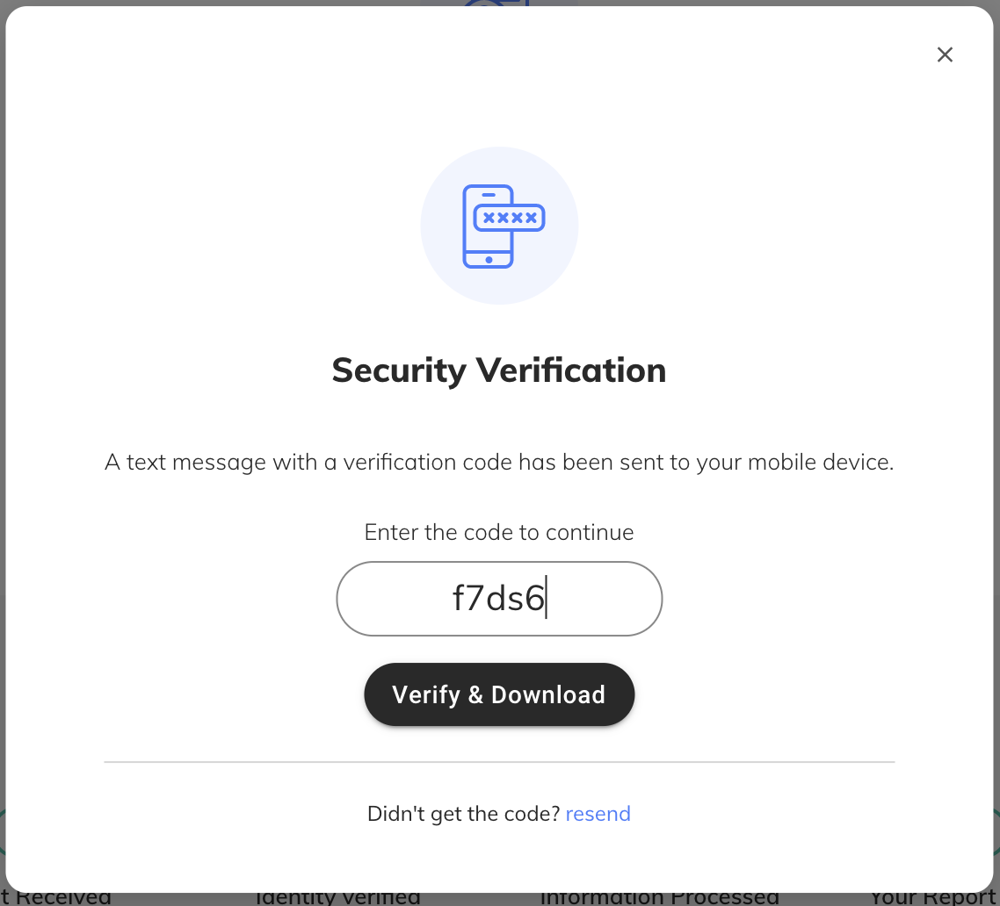 Security Verification
A text message with a verification code has been sent to your mobile device.
Enter the code to continue
f7ds6
Verify & Download
Didn't get the code? resend
t Received
Identity Verified
Information Processed
Your Report